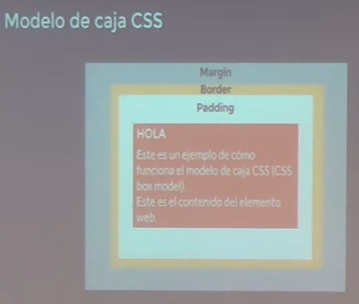 Modelo de caja CSS
Margin
Border
Padding
HOLA
Este es un ejemplo de cómo
funciona el modelo de caja CSS (CSS
box model).
Este es el contenido del elemento
web.